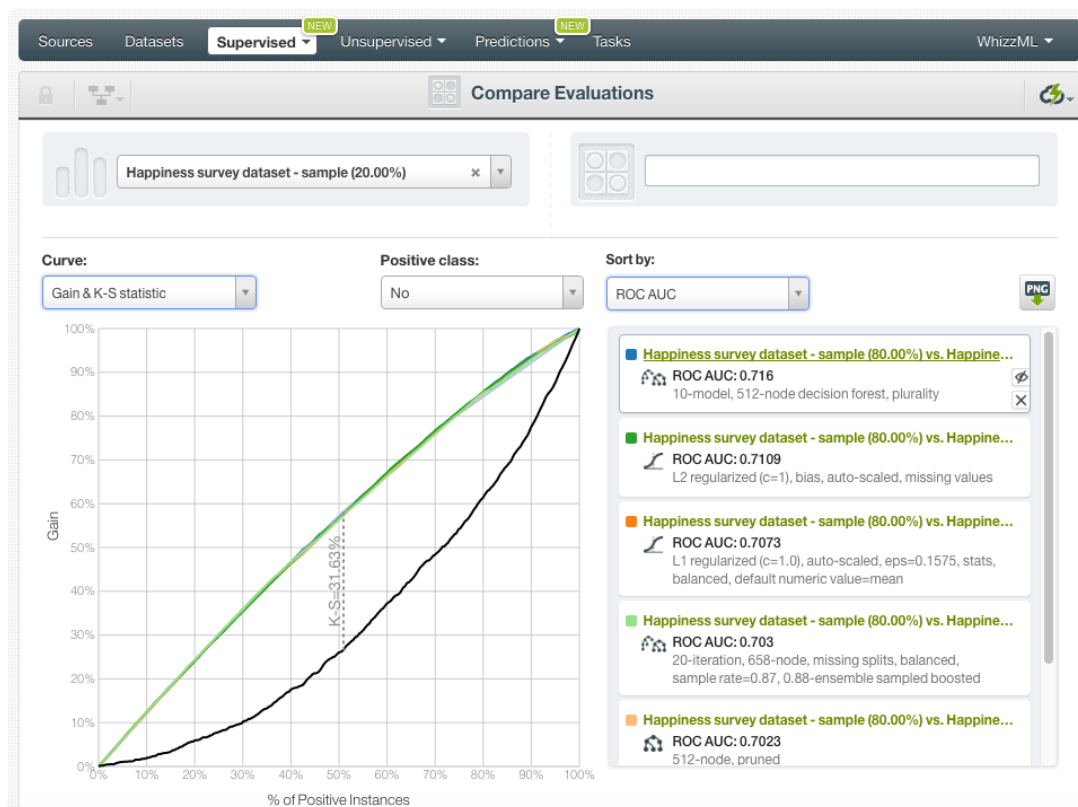 NEW NEW
Sources Datasets Supervised Unsupervised Predictions Tasks WhizzML
Compare Evaluations
Happiness survey dataset - sample (20.00%) ×
Curve: Positive class: Sort by:
Gain & K-S statistic No ROC AUC PNG
100%
90%
80%
70%
60%
50%
40%
30%
20%
10%
0%
Gain
K-S=31.63%
0% 10% 20% 30% 40% 50% 60% 70% 80% 90% 100%
% of Positive Instances
Happiness survey dataset - sample (80.00%) vs. Happine...
ROC AUC: 0.716
10-model, 512-node decision forest, plurality
Happiness survey dataset - sample (80.00%) vs. Happine...
ROC AUC: 0.7109
L2 regularized (c=1), bias, auto-scaled, missing values
Happiness survey dataset - sample (80.00%) vs. Happine...
ROC AUC: 0.7073
L1 regularized (c=1.0), auto-scaled, eps=0.1575, stats,
balanced, default numeric value=mean
Happiness survey dataset - sample (80.00%) vs. Happine...
ROC AUC: 0.703
20-iteration, 658-node, missing splits, balanced,
sample rate=0.87, 0.88-ensemble sampled boosted
Happiness survey dataset - sample (80.00%) vs. Happine...
ROC AUC: 0.7023
512-node, pruned